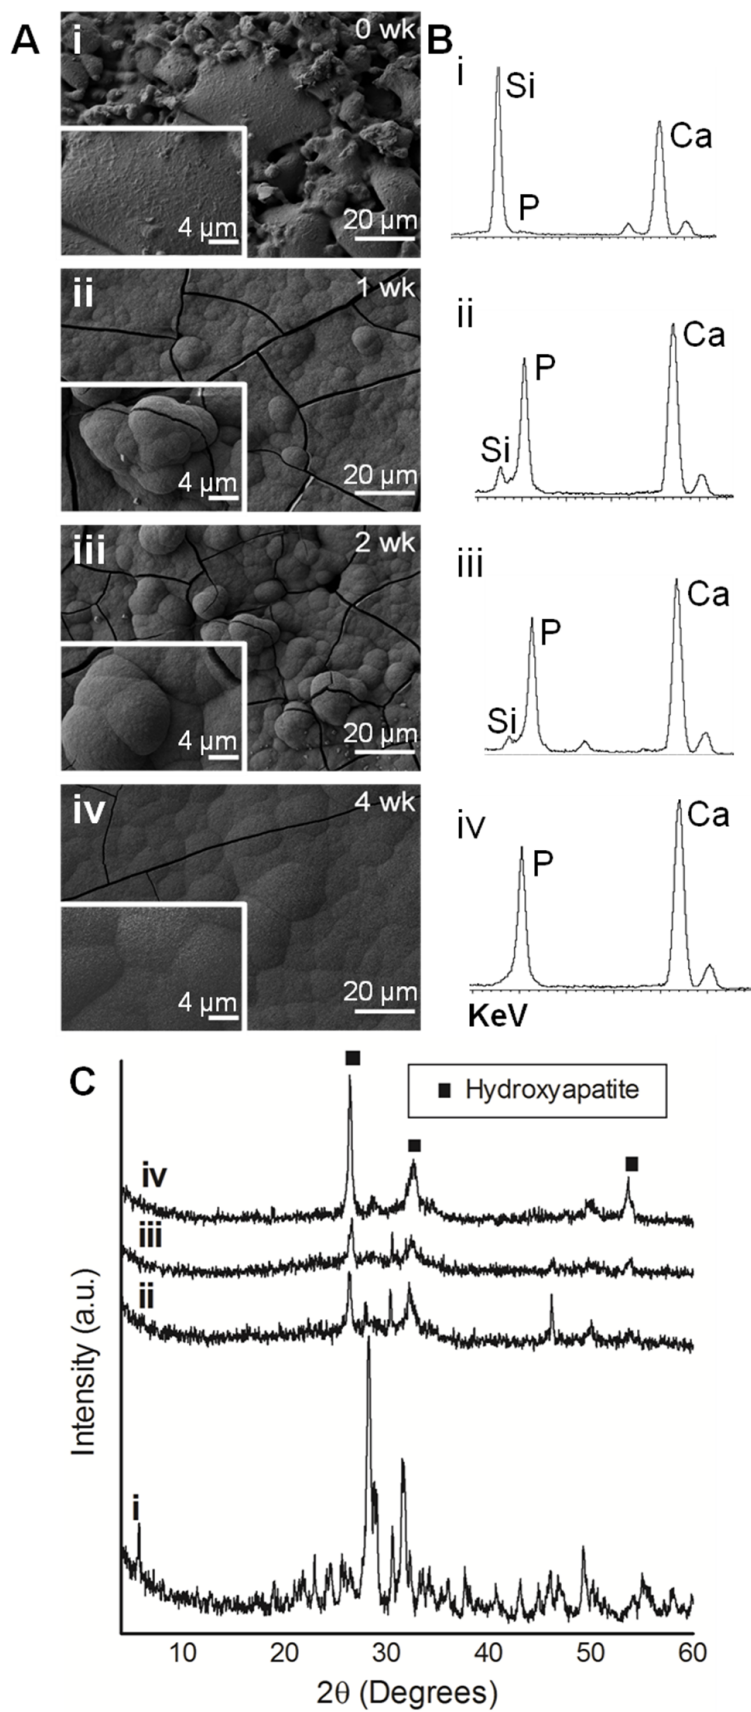 A
i
0 wk
4 µm
20 µm
ii
1 wk
4 µm
20 µm
iii
2 wk
4 µm
20 µm
iv
4 wk
4 µm
20 µm
B
i
Si
P
Ca
ii
Si
P
Ca
iii
Si
P
Ca
iv
P
Ca
KeV
C
■ Hydroxyapatite
iv
iii
ii
i
Intensity (a.u.)
10 20 30 40 50 60
2θ (Degrees)